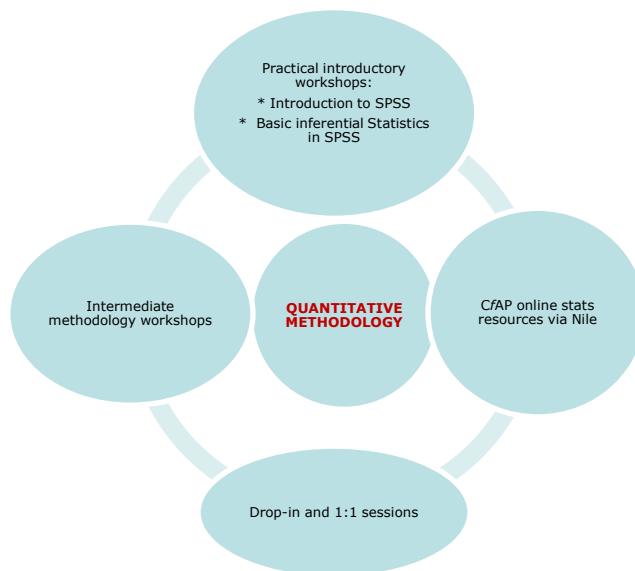 Practical introductory
workshops:
* Introduction to SPSS
* Basic inferential Statistics
in SPSS
Intermediate
methodology workshops
QUANTITATIVE
METHODOLOGY
CfAP online stats
resources via Nile
Drop-in and 1:1 sessions